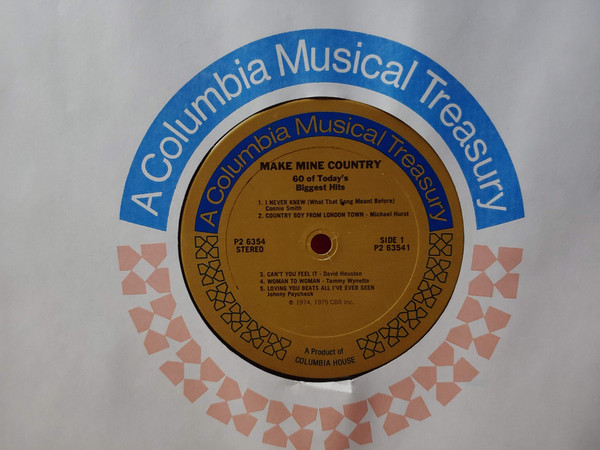 A Columbia Musical Treasury
A Columbia Musical Treasury
MAKE MINE COUNTRY
60 of Today's
Biggest Hits
1. I NEVER KNEW (What That Song Meant Before)
Connie Smith
2. COUNTRY BOY FROM LONDON TOWN - Michael Hurst
P2 6354
STEREO
SIDE 1
P2 63541
3. CAN'T YOU FEEL IT - David Houston
4. WOMAN TO WOMAN - Tammy Wynette
5. LOVING YOU BEATS ALL I'VE EVER SEEN
Johnny Paycheck
℗ 1974, 1975 CBS Inc.
A Product of
COLUMBIA HOUSE